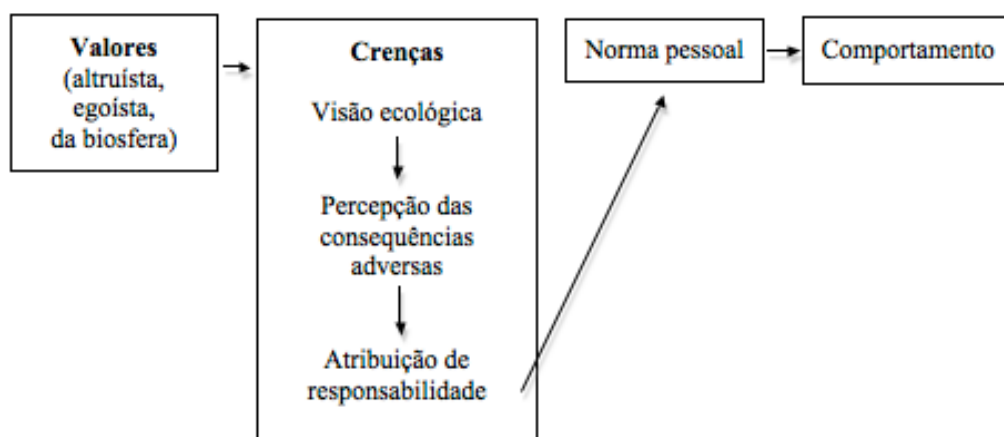 Valores
(altruísta,
egoísta,
da biosfera)
Crenças
Visão ecológica
Percepção das
consequências
adversas
Atribuição de
responsabilidade
Norma pessoal
Comportamento